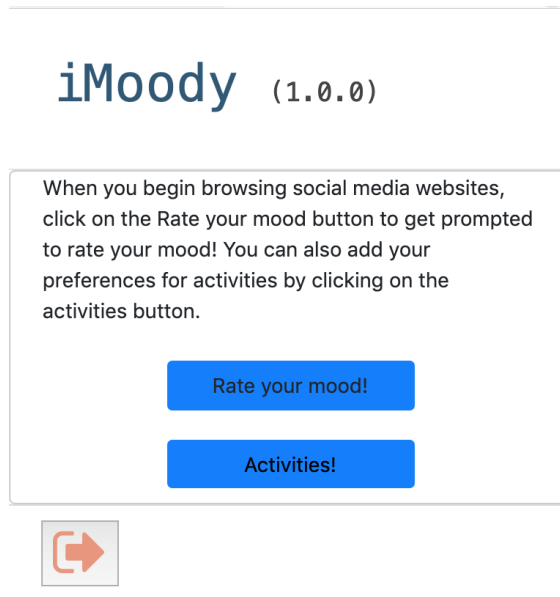 iMoody (1.0.0)
When you begin browsing social media websites,
click on the Rate your mood button to get prompted
to rate your mood! You can also add your
preferences for activities by clicking on the
activities button.
Rate your mood!
Activities!